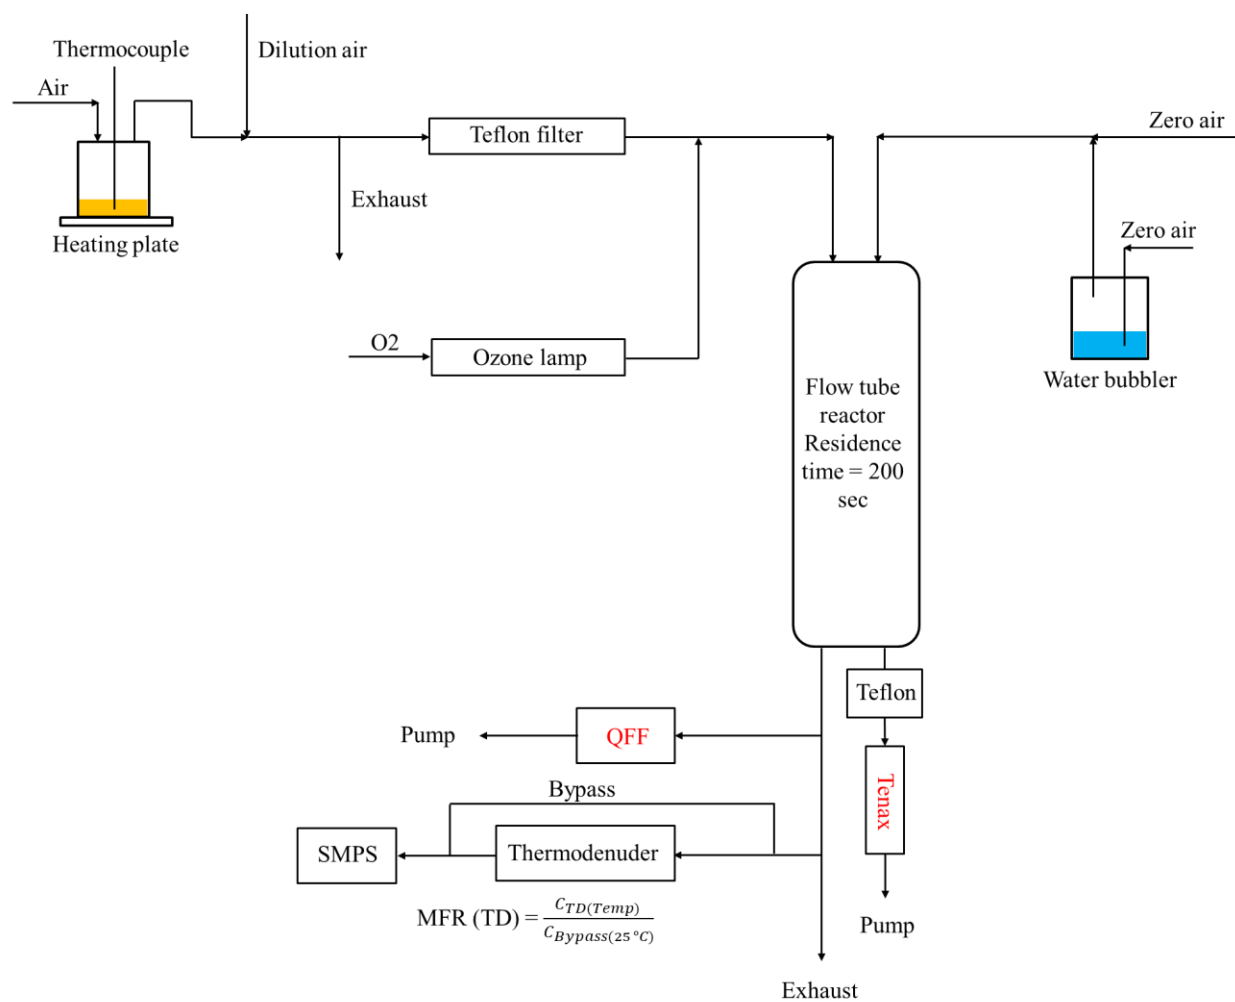 Thermocouple
Dilution air
Air
Teflon filter
Zero air
Exhaust
Heating plate
Zero air
O2
Ozone lamp
Water bubbler
Flow tube
reactor
Residence
time = 200
sec
Teflon
Pump
QFF
Tenax
Bypass
SMPS
Thermodenuder
MFR (TD) = C_TD(Temp) / C_Bypass(25 °C)
Pump
Exhaust